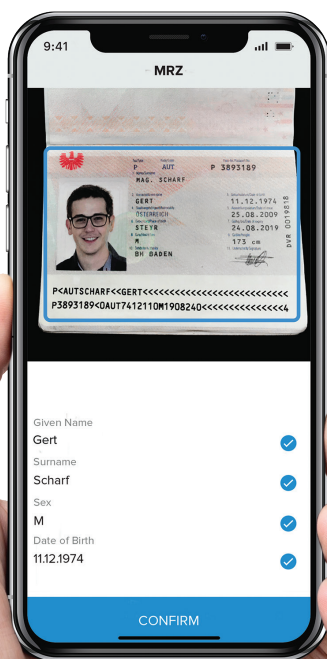 9:41
MRZ
P AUT P 3893189
MAG. SCHARF
GERT 11.12.1974
ÖSTERREICH 25.08.2009
STEYR 24.08.2019
M 173 cm
BH BADEN
DVR 0019818
P<AUTSCHARF<<GERT<<<<<<<<<<<<<<<<<<<<<<<<<<<
P3893189<0AUT7412110M1908240<<<<<<<<<<<<<<<4
Given Name
Gert
Surname
Scharf
Sex
M
Date of Birth
11.12.1974
CONFIRM